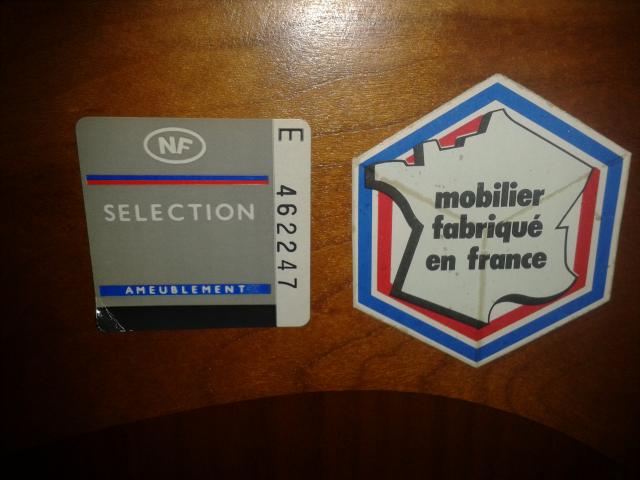 NF
SELECTION
AMEUBLEMENT
E 462247
mobilier
fabriqué
en france